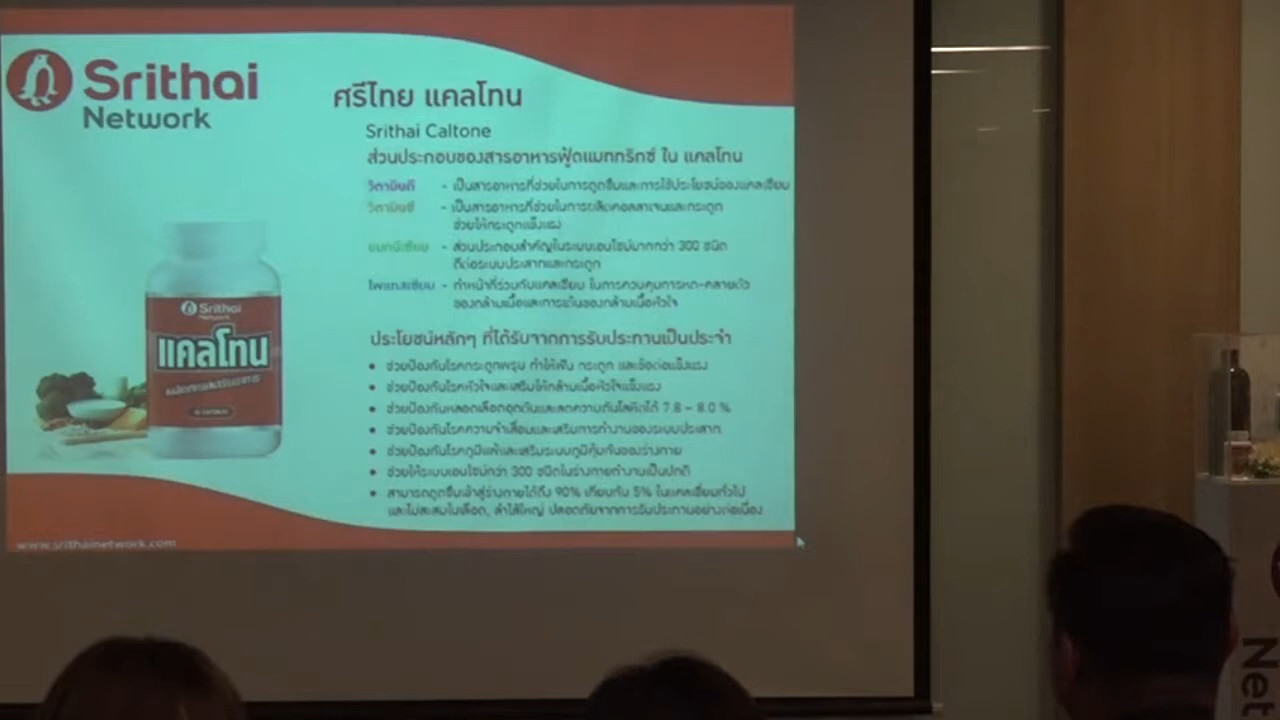 Srithai
Network
ศรีไทย แคลโทน
Srithai Caltone
ส่วนประกอบของสารอาหารฟู้ดแมททริกซ์ ใน แคลโทน
วิตามินดี - เป็นสารอาหารที่ช่วยในการดูดซึมและการใช้ประโยชน์ของแคลเซียม
วิตามินซี - เป็นสารอาหารที่ช่วยในการผลิตคอลลาเจนและกระดูก
ช่วยให้กระดูกแข็งแรง
แมกนีเซียม - ส่วนประกอบสำคัญในระบบเอนไซม์มากกว่า 300 ชนิด
ดีต่อระบบประสาทและกระดูก
โพแทสเซียม - ทำหน้าที่ร่วมกับแคลเซียม ในการควบคุมการหด-คลายตัว
ของกล้ามเนื้อและการเต้นของกล้ามเนื้อหัวใจ
ประโยชน์หลักๆ ที่ได้รับจากการรับประทานเป็นประจำ
• ช่วยป้องกันโรคกระดูกพรุน ทำให้ฟัน กระดูก และข้อต่อแข็งแรง
• ช่วยป้องกันโรคหัวใจและเสริมให้กล้ามเนื้อหัวใจแข็งแรง
• ช่วยป้องกันหลอดเลือดอุดตันและลดความดันโลหิตได้ 7.8 – 8.0 %
• ช่วยป้องกันโรคความจำเสื่อมและเสริมการทำงานของระบบประสาท
• ช่วยป้องกันโรคภูมิแพ้และเสริมระบบภูมิคุ้มกันของร่างกาย
• ช่วยให้ระบบเอนไซม์กว่า 300 ชนิดในร่างกายทำงานเป็นปกติ
• สามารถดูดซึมเข้าสู่ร่างกายได้ถึง 90% เทียบกับ 5% ในแคลเซียมทั่วไป
และไม่สะสมในเลือด, ลำไส้ใหญ่ ปลอดภัยจากการรับประทานอย่างต่อเนื่อง
Srithai
Network
แคลโทน
ผลิตภัณฑ์เสริมอาหาร
www.srithainetwork.com
Net